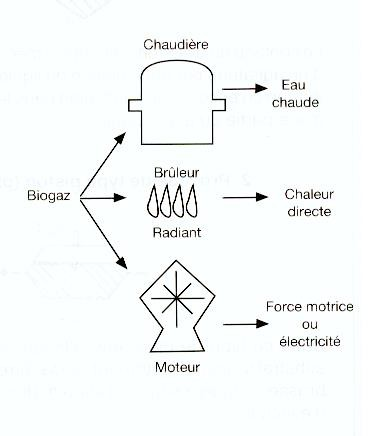 Chaudière
Eau
chaude
Brûleur
Biogaz
Chaleur
directe
Radiant
Force motrice
ou
électricité
Moteur